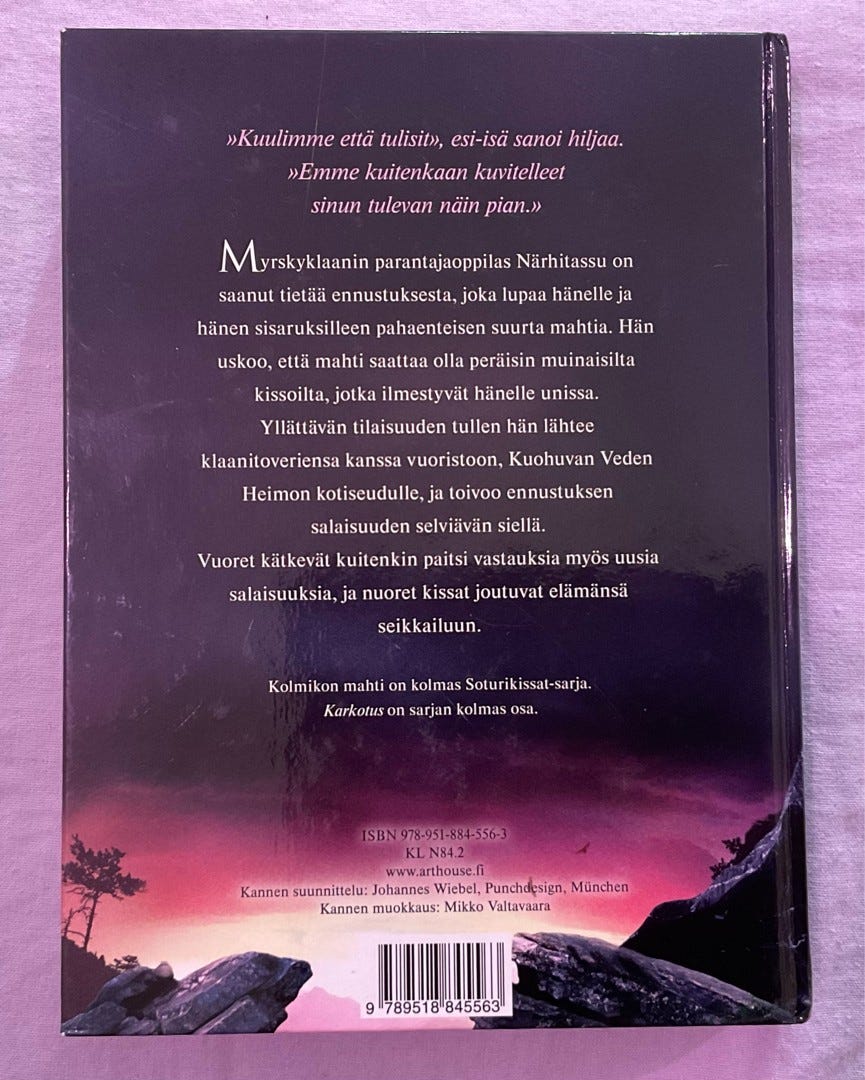 »Kuulimme että tulisit», esi-isä sanoi hiljaa.
»Emme kuitenkaan kuvitelleet
sinun tulevan näin pian.»
Myrskyklaanin parantajaoppilas Närhitassu on
saanut tietää ennustuksesta, joka lupaa hänelle ja
hänen sisaruksilleen pahaenteisen suurta mahtia. Hän
uskoo, että mahti saattaa olla peräisin muinaisilta
kissoilta, jotka ilmestyvät hänelle unissa.
Yllättävän tilaisuuden tullen hän lähtee
klaanitoveriensa kanssa vuoristoon, Kuohuvan Veden
Heimon kotiseudulle, ja toivoo ennustuksen
salaisuuden selviävän siellä.
Vuoret kätkevät kuitenkin paitsi vastauksia myös uusia
salaisuuksia, ja nuoret kissat joutuvat elämänsä
seikkailuun.
Kolmikon mahti on kolmas Soturikissat-sarja.
Karkotus on sarjan kolmas osa.
ISBN 978-951-884-556-3
KL N84.2
www.arthouse.fi
Kannen suunnittelu: Johannes Wiebel, Punchdesign, München
Kannen muokkaus: Mikko Valtavaara
9 789518 845563